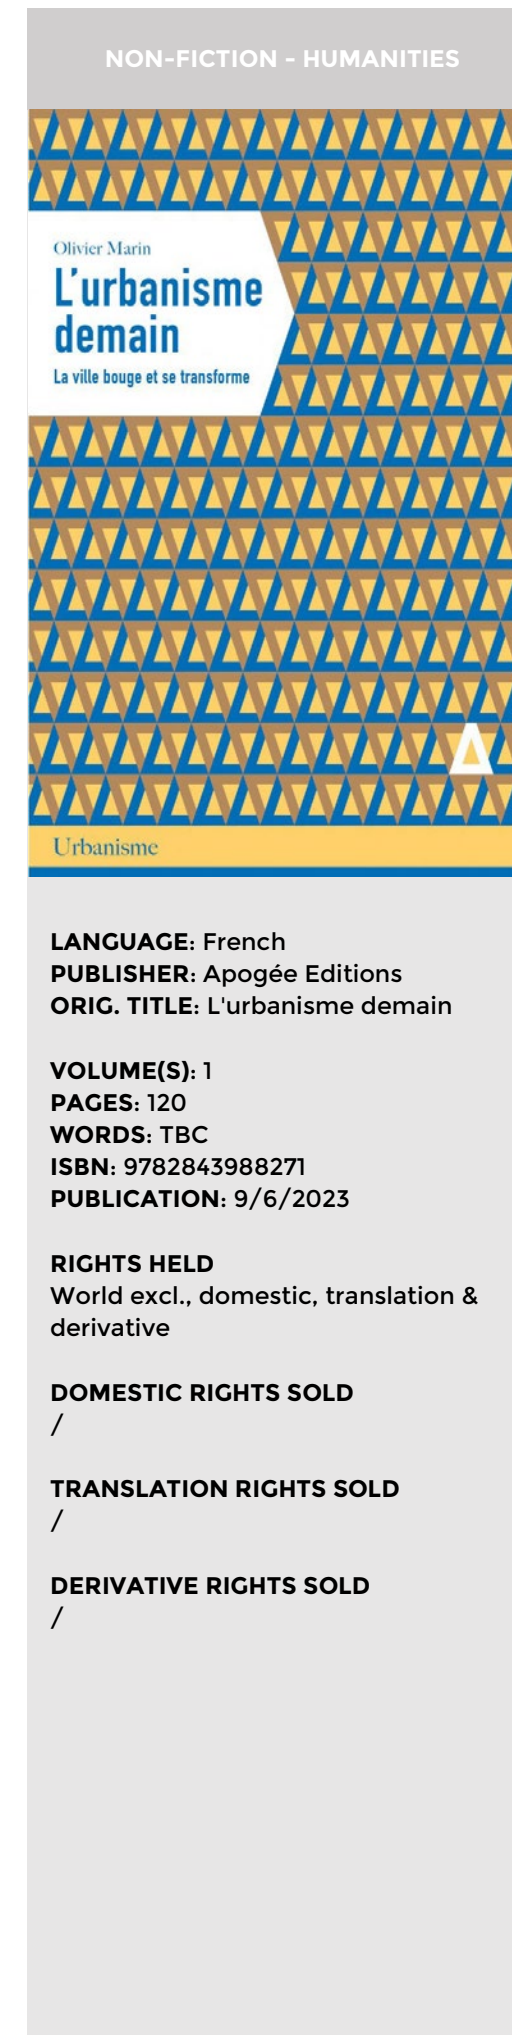 NON-FICTION - HUMANITIES
Olivier Marin
L'urbanisme
demain
La ville bouge et se transforme
Urbanisme
LANGUAGE: French
PUBLISHER: Apogée Editions
ORIG. TITLE: L'urbanisme demain
VOLUME(S): 1
PAGES: 120
WORDS: TBC
ISBN: 9782843988271
PUBLICATION: 9/6/2023
RIGHTS HELD
World excl., domestic, translation &
derivative
DOMESTIC RIGHTS SOLD
/
TRANSLATION RIGHTS SOLD
/
DERIVATIVE RIGHTS SOLD
/